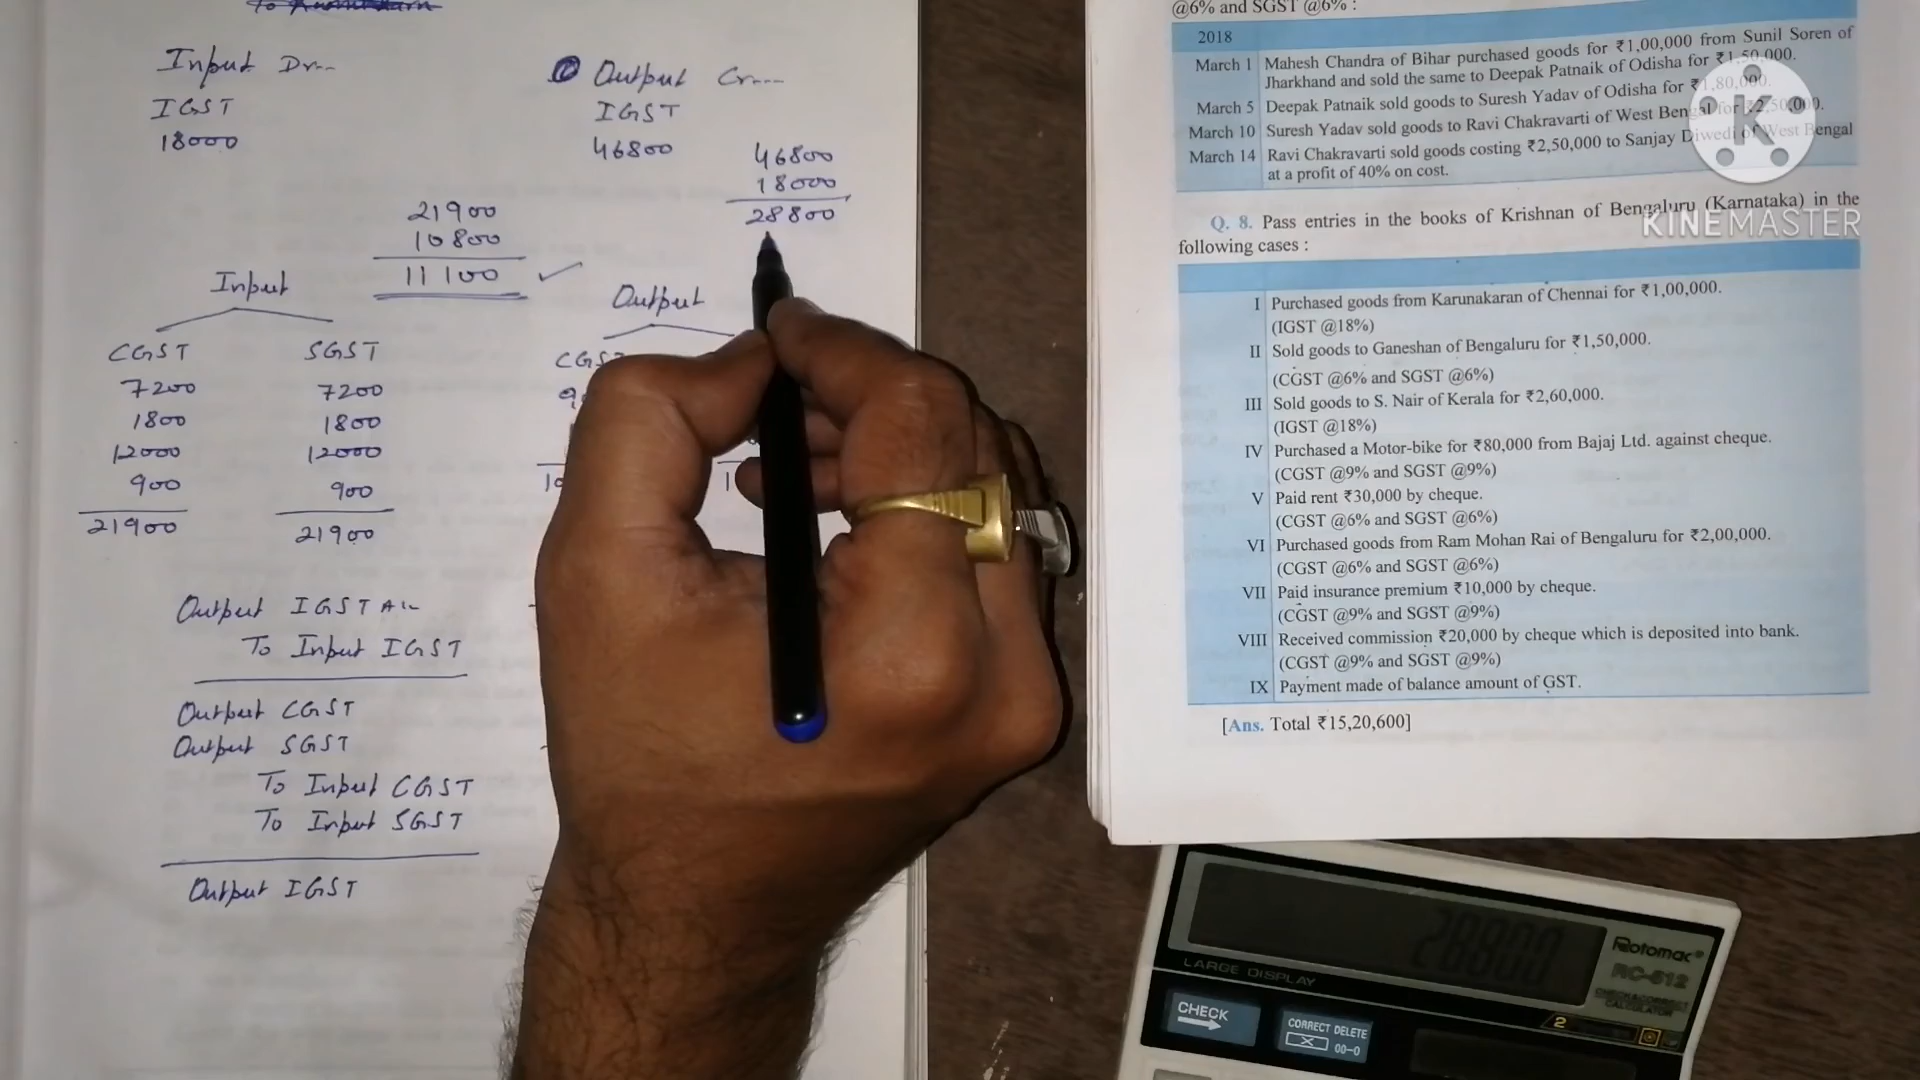 Input Dr...
IGST
18000
Output Cr....
IGST
46800
46800
18000
28800
21900
10800
11100
Input
CGST
7200
1800
12000
900
21900
SGST
7200
1800
12000
900
21900
Output
Output IGST A/c
To Input IGST
Output CGST
Output SGST
To Input CGST
To Input SGST
Output IGST
@6% and SGST @6% :
2018
March 1 Mahesh Chandra of Bihar purchased goods for ₹1,00,000 from Sunil Soren of
Jharkhand and sold the same to Deepak Patnaik of Odisha for ₹1,50,000.
March 5 Deepak Patnaik sold goods to Suresh Yadav of Odisha for ₹1,80,000.
March 10 Suresh Yadav sold goods to Ravi Chakravarti of West Bengal for ₹2,50,000.
March 14 Ravi Chakravarti sold goods costing ₹2,50,000 to Sanjay Diwedi of West Bengal
at a profit of 40% on cost.
K
KINEMASTER
Q. 8. Pass entries in the books of Krishnan of Bengaluru (Karnataka) in the
following cases :
I Purchased goods from Karunakaran of Chennai for ₹1,00,000.
(IGST @18%)
II Sold goods to Ganeshan of Bengaluru for ₹1,50,000.
(CGST @6% and SGST @6%)
III Sold goods to S. Nair of Kerala for ₹2,60,000.
(IGST @18%)
IV Purchased a Motor-bike for ₹80,000 from Bajaj Ltd. against cheque.
(CGST @9% and SGST @9%)
V Paid rent ₹30,000 by cheque.
(CGST @6% and SGST @6%)
VI Purchased goods from Ram Mohan Rai of Bengaluru for ₹2,00,000.
(CGST @6% and SGST @6%)
VII Paid insurance premium ₹10,000 by cheque.
(CGST @9% and SGST @9%)
VIII Received commission ₹20,000 by cheque which is deposited into bank.
(CGST @9% and SGST @9%)
IX Payment made of balance amount of GST.
[Ans. Total ₹15,20,600]
28800
Rotomac
RC-512
LARGE DISPLAY
CHECK
CORRECT DELETE
00-0
2